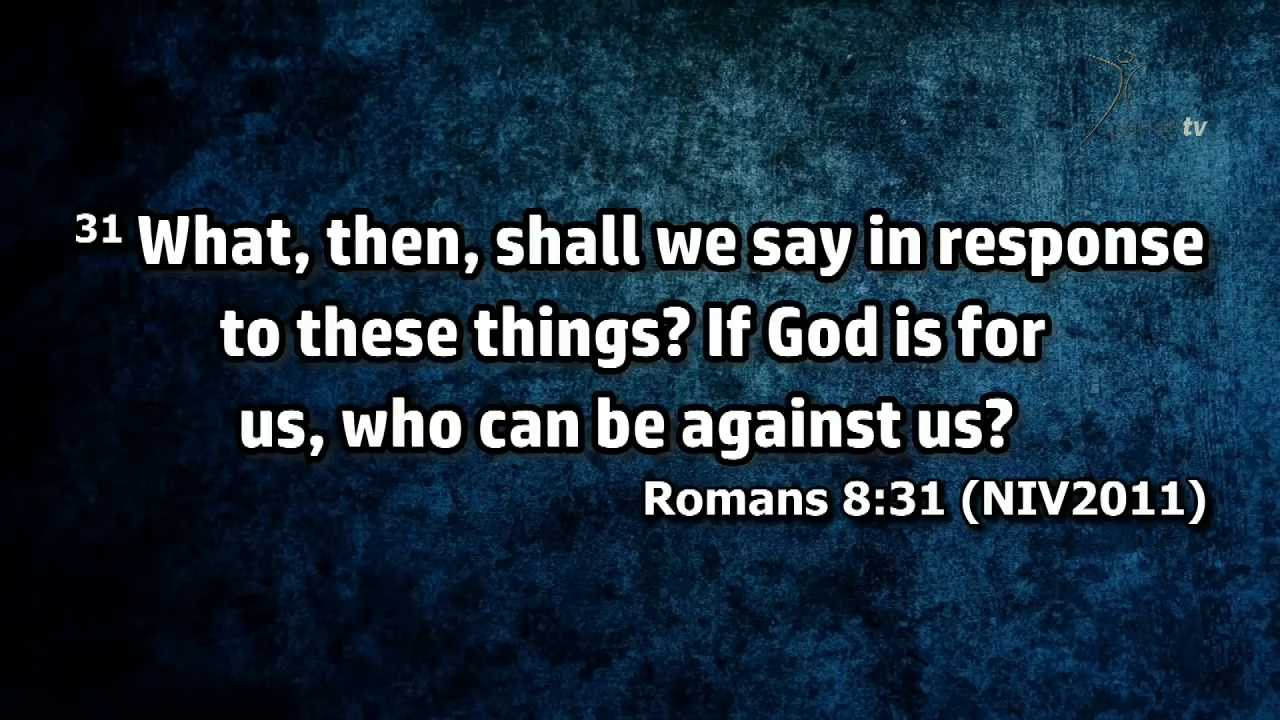 tv
31 What, then, shall we say in response
to these things? If God is for
us, who can be against us?
Romans 8:31 (NIV2011)